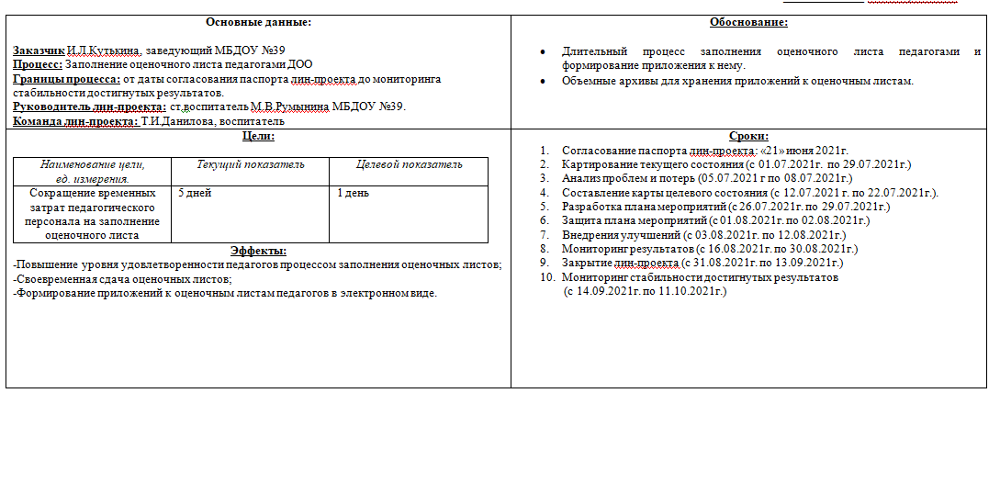 Основные данные:
Заказчик И.Л.Кутькина, заведующий МБДОУ №39
Процесс: Заполнение оценочного листа педагогами ДОО
Границы процесса: от даты согласования паспорта лин-проекта до мониторинга
стабильности достигнутых результатов.
Руководитель лин-проекта: ст.воспитатель М.В.Румынина МБДОУ №39.
Команда лин-проекта: Т.И.Данилова, воспитатель
Обоснование:
• Длительный процесс заполнения оценочного листа педагогами и
формирование приложения к нему.
• Объемные архивы для хранения приложений к оценочным листам.
Цели:
Наименование цели,
ед. измерения.
Текущий показатель
Целевой показатель
Сокращение временных
затрат педагогического
персонала на заполнение
оценочного листа
5 дней
1 день
Эффекты:
-Повышение уровня удовлетворенности педагогов процессом заполнения оценочных листов;
-Своевременная сдача оценочных листов;
-Формирование приложений к оценочным листам педагогов в электронном виде.
Сроки:
1. Согласование паспорта лин-проекта: «21» июня 2021г.
2. Картирование текущего состояния (с 01.07.2021г. по 29.07.2021г.)
3. Анализ проблем и потерь (05.07.2021 г по 08.07.2021г.)
4. Составление карты целевого состояния (с 12.07.2021 г. по 22.07.2021г.).
5. Разработка плана мероприятий (с 26.07.2021г. по 29.07.2021г.)
6. Защита плана мероприятий (с 01.08.2021г. по 02.08.2021г.)
7. Внедрения улучшений (с 03.08.2021г. по 12.08.2021г.)
8. Мониторинг результатов (с 16.08.2021г. по 30.08.2021г.)
9. Закрытие лин-проекта (с 31.08.2021г. по 13.09.2021г.)
10. Мониторинг стабильности достигнутых результатов
(с 14.09.2021г. по 11.10.2021г.)